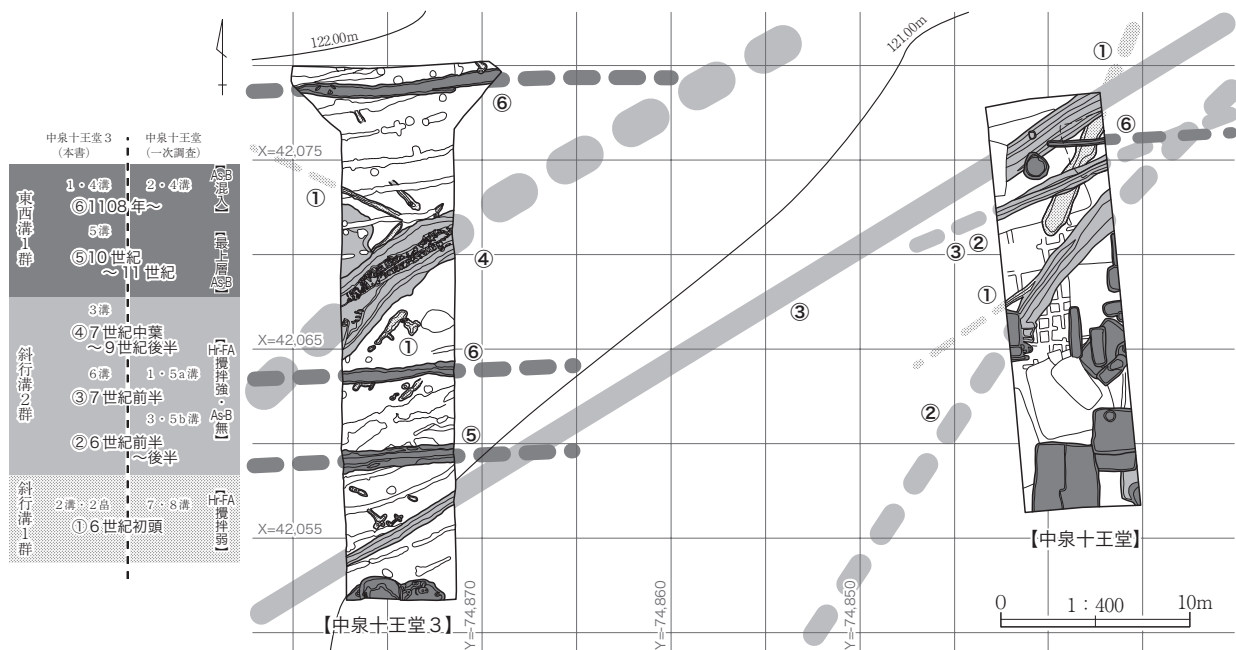 中泉十王堂３
（本書）
中泉十王堂
（一次調査）
東西溝１群
1・4溝
2・4溝
【As-B混入】
⑥1108年～
5溝
⑤10世紀
～11世紀
【最上層As-B】
斜行溝２群
3溝
④7世紀中葉
～9世紀後半
6溝
1・5a溝
③7世紀前半
3・5b溝
②6世紀前半
～後半
【Hr-FA攪拌強・As-B無】
斜行溝１群
2溝・2畠
7・8溝
①6世紀初頭
【Hr-FA攪拌弱】
122.00m
121.00m
①
⑥
⑥
X=42,075
①
④
③
②
①
③
①
X=42,065
⑥
②
⑤
X=42,055
【中泉十王堂】
Y=-74,870
Y=-74,860
Y=-74,850
【中泉十王堂３】
0
1：400
10m